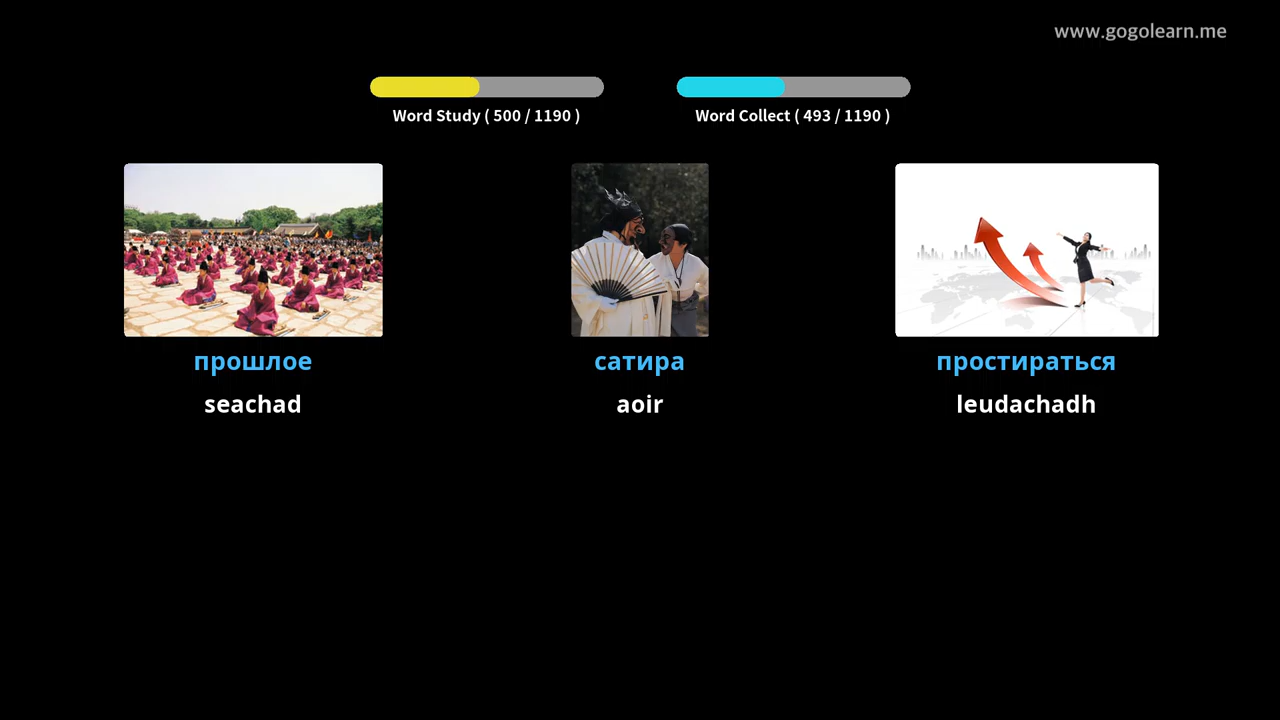 www.gogolearn.me
Word Study ( 500 / 1190 )
Word Collect ( 493 / 1190 )
прошлое
сатира
простираться
seachad
aoir
leudachadh